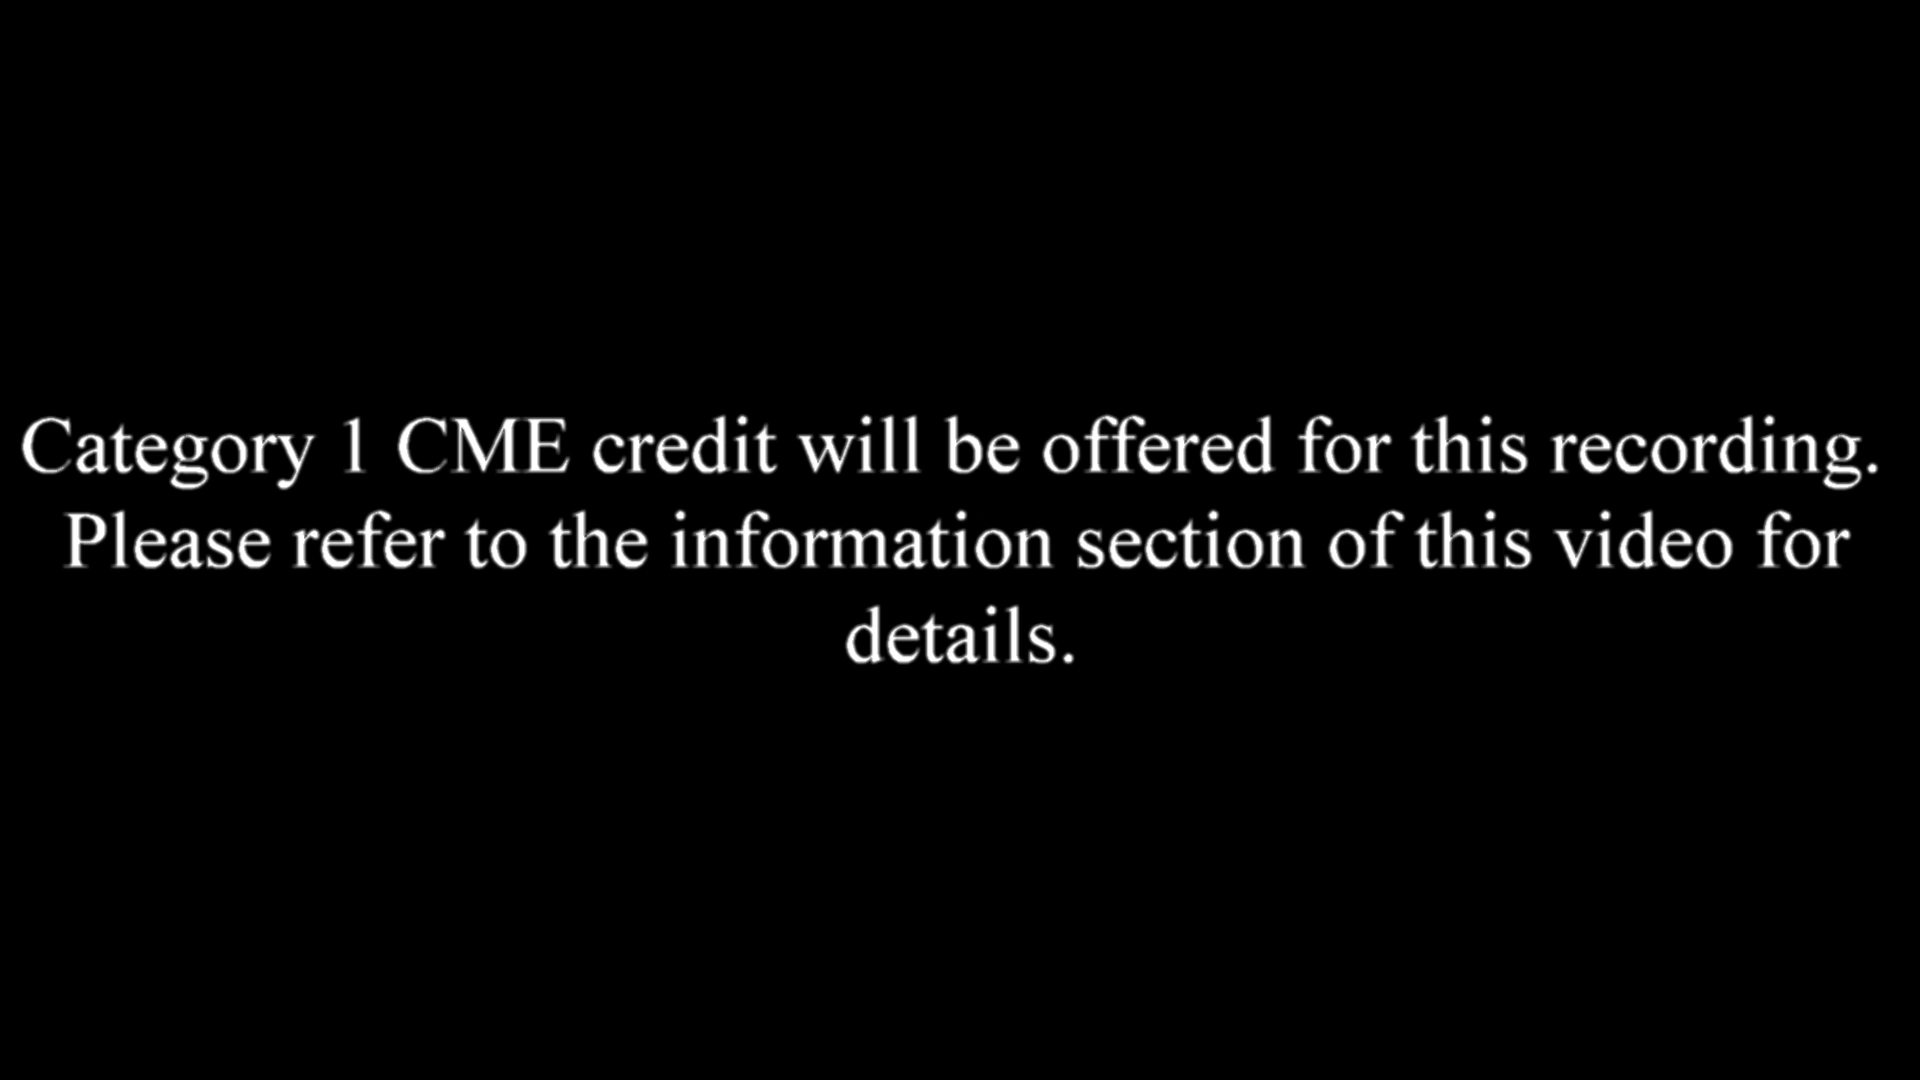 Category 1 CME credit will be offered for this recording.
Please refer to the information section of this video for
details.